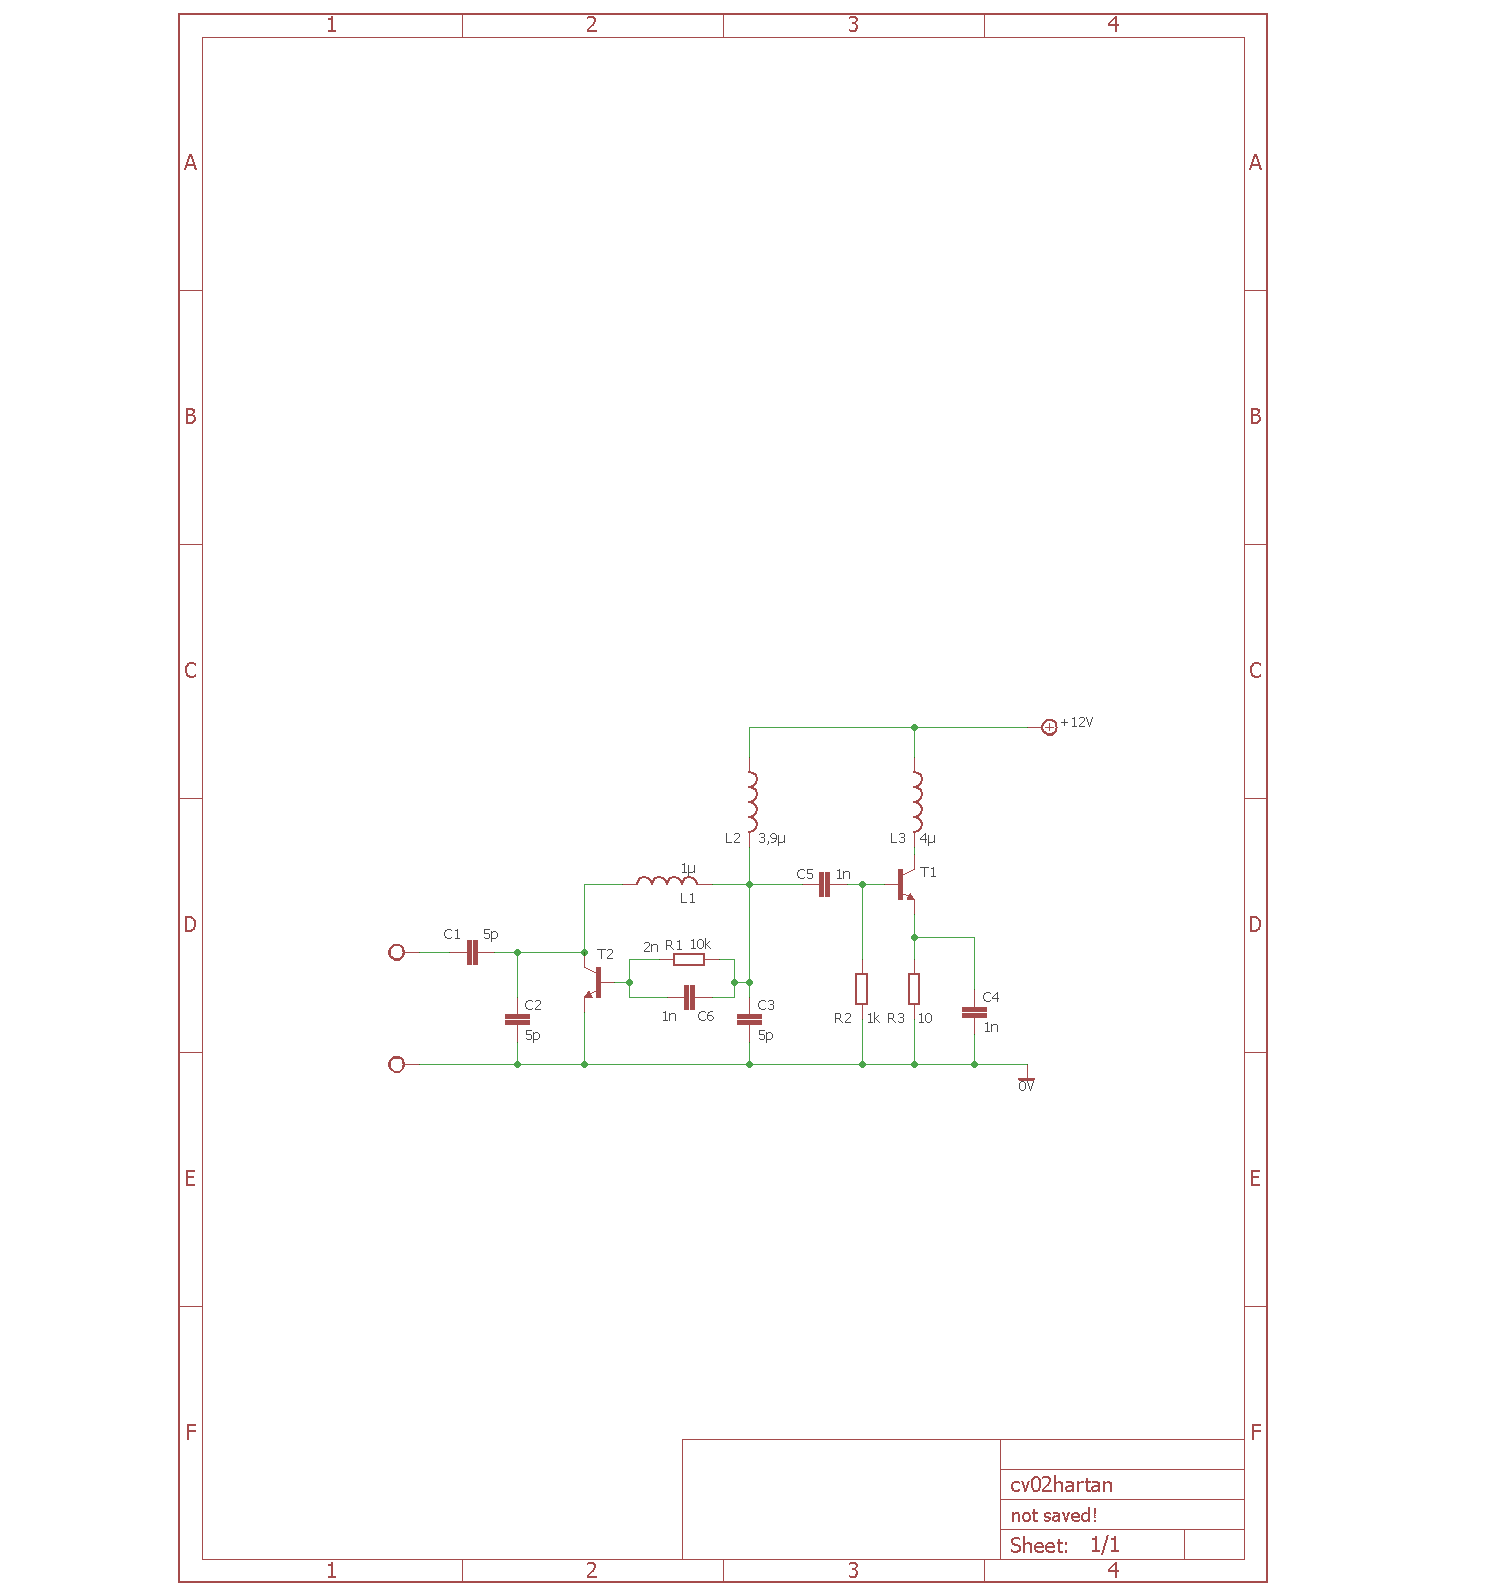 1 2 3 4
A A
B B
C C
+12V
L2 3,9µ L3 4µ
1µ C5 1n T1
L1
D D
C1 5p T2 2n R1 10k
C2 C3 C4
1n C6 R2 1k R3 10 1n
5p 5p
0V
E E
F F
cv02hartan
not saved!
Sheet: 1/1
1 2 3 4